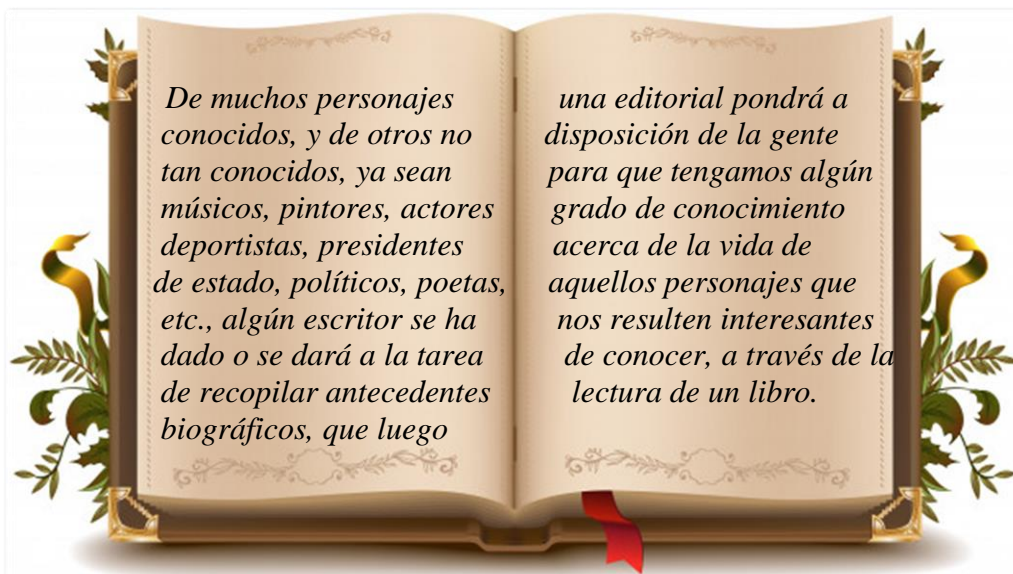 De muchos personajes
conocidos, y de otros no
tan conocidos, ya sean
músicos, pintores, actores
deportistas, presidentes
de estado, políticos, poetas,
etc., algún escritor se ha
dado o se dará a la tarea
de recopilar antecedentes
biográficos, que luego
una editorial pondrá a
disposición de la gente
para que tengamos algún
grado de conocimiento
acerca de la vida de
aquellos personajes que
nos resulten interesantes
de conocer, a través de la
lectura de un libro.